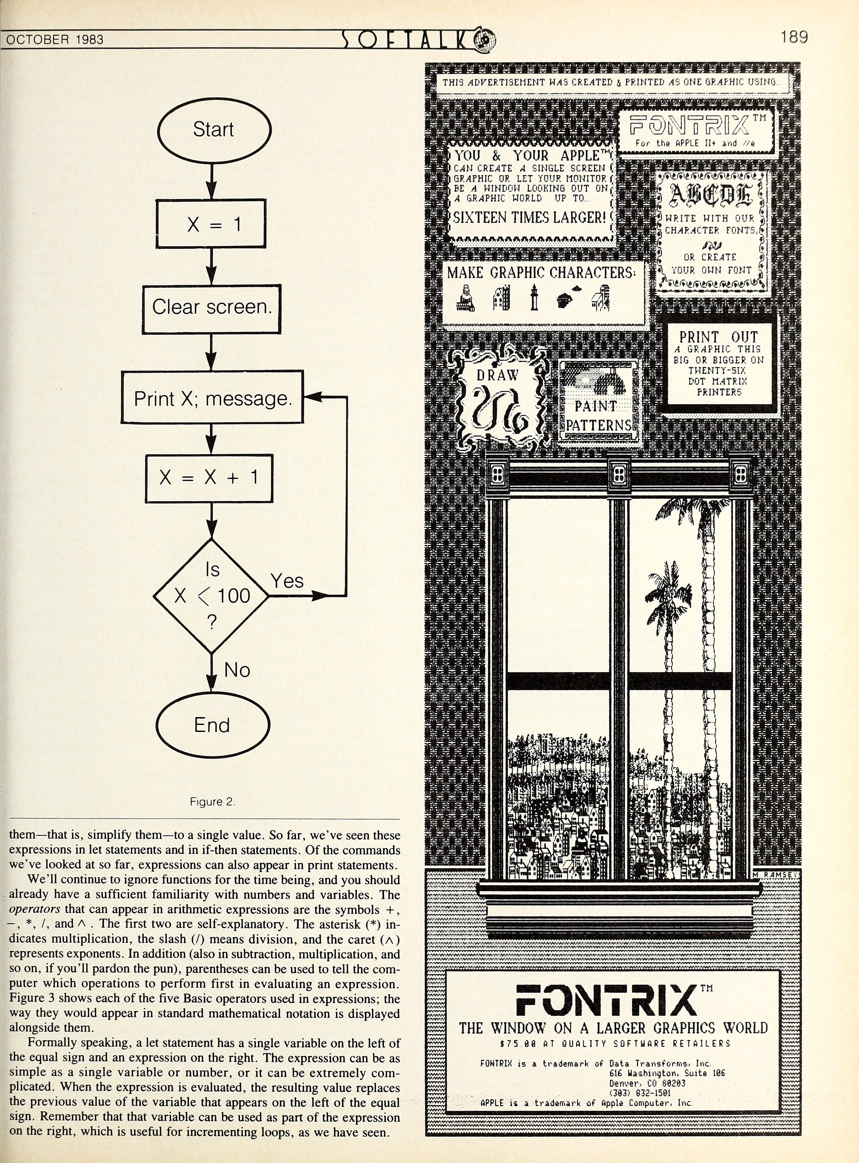 OCTOBER 1983
SOFTALK
189
Start
X = 1
Clear screen.
Print X; message.
X = X + 1
Is
X < 100
?
Yes
No
End
Figure 2.
them—that is, simplify them—to a single value. So far, we've seen these
expressions in let statements and in if-then statements. Of the commands
we've looked at so far, expressions can also appear in print statements.
We'll continue to ignore functions for the time being, and you should
already have a sufficient familiarity with numbers and variables. The
operators that can appear in arithmetic expressions are the symbols +,
−, *, /, and ∧ . The first two are self-explanatory. The asterisk (*) in-
dicates multiplication, the slash (/) means division, and the caret (∧)
represents exponents. In addition (also in subtraction, multiplication, and
so on, if you'll pardon the pun), parentheses can be used to tell the com-
puter which operations to perform first in evaluating an expression.
Figure 3 shows each of the five Basic operators used in expressions; the
way they would appear in standard mathematical notation is displayed
alongside them.
Formally speaking, a let statement has a single variable on the left of
the equal sign and an expression on the right. The expression can be as
simple as a single variable or number, or it can be extremely com-
plicated. When the expression is evaluated, the resulting value replaces
the previous value of the variable that appears on the left of the equal
sign. Remember that that variable can be used as part of the expression
on the right, which is useful for incrementing loops, as we have seen.
THIS ADVERTISEMENT WAS CREATED & PRINTED AS ONE GRAPHIC USING...
FONTRIX™
For the APPLE II+ and //e
YOU & YOUR APPLE™
CAN CREATE A SINGLE SCREEN
GRAPHIC OR LET YOUR MONITOR
BE A WINDOW LOOKING OUT ON
A GRAPHIC WORLD UP TO...
SIXTEEN TIMES LARGER!
ABCDE
WRITE WITH OUR
CHARACTER FONTS,
OR CREATE
YOUR OWN FONT
MAKE GRAPHIC CHARACTERS:
PRINT OUT
A GRAPHIC THIS
BIG OR BIGGER ON
TWENTY-SIX
DOT MATRIX
PRINTERS
DRAW
PAINT
PATTERNS
M. RAMSEY
FONTRIX™
THE WINDOW ON A LARGER GRAPHICS WORLD
$75.00 AT QUALITY SOFTWARE RETAILERS
FONTRIX is a trademark of Data Transforms, Inc.
616 Washington, Suite 106
Denver, CO 80203
(303) 832-1501
APPLE is a trademark of Apple Computer, Inc.